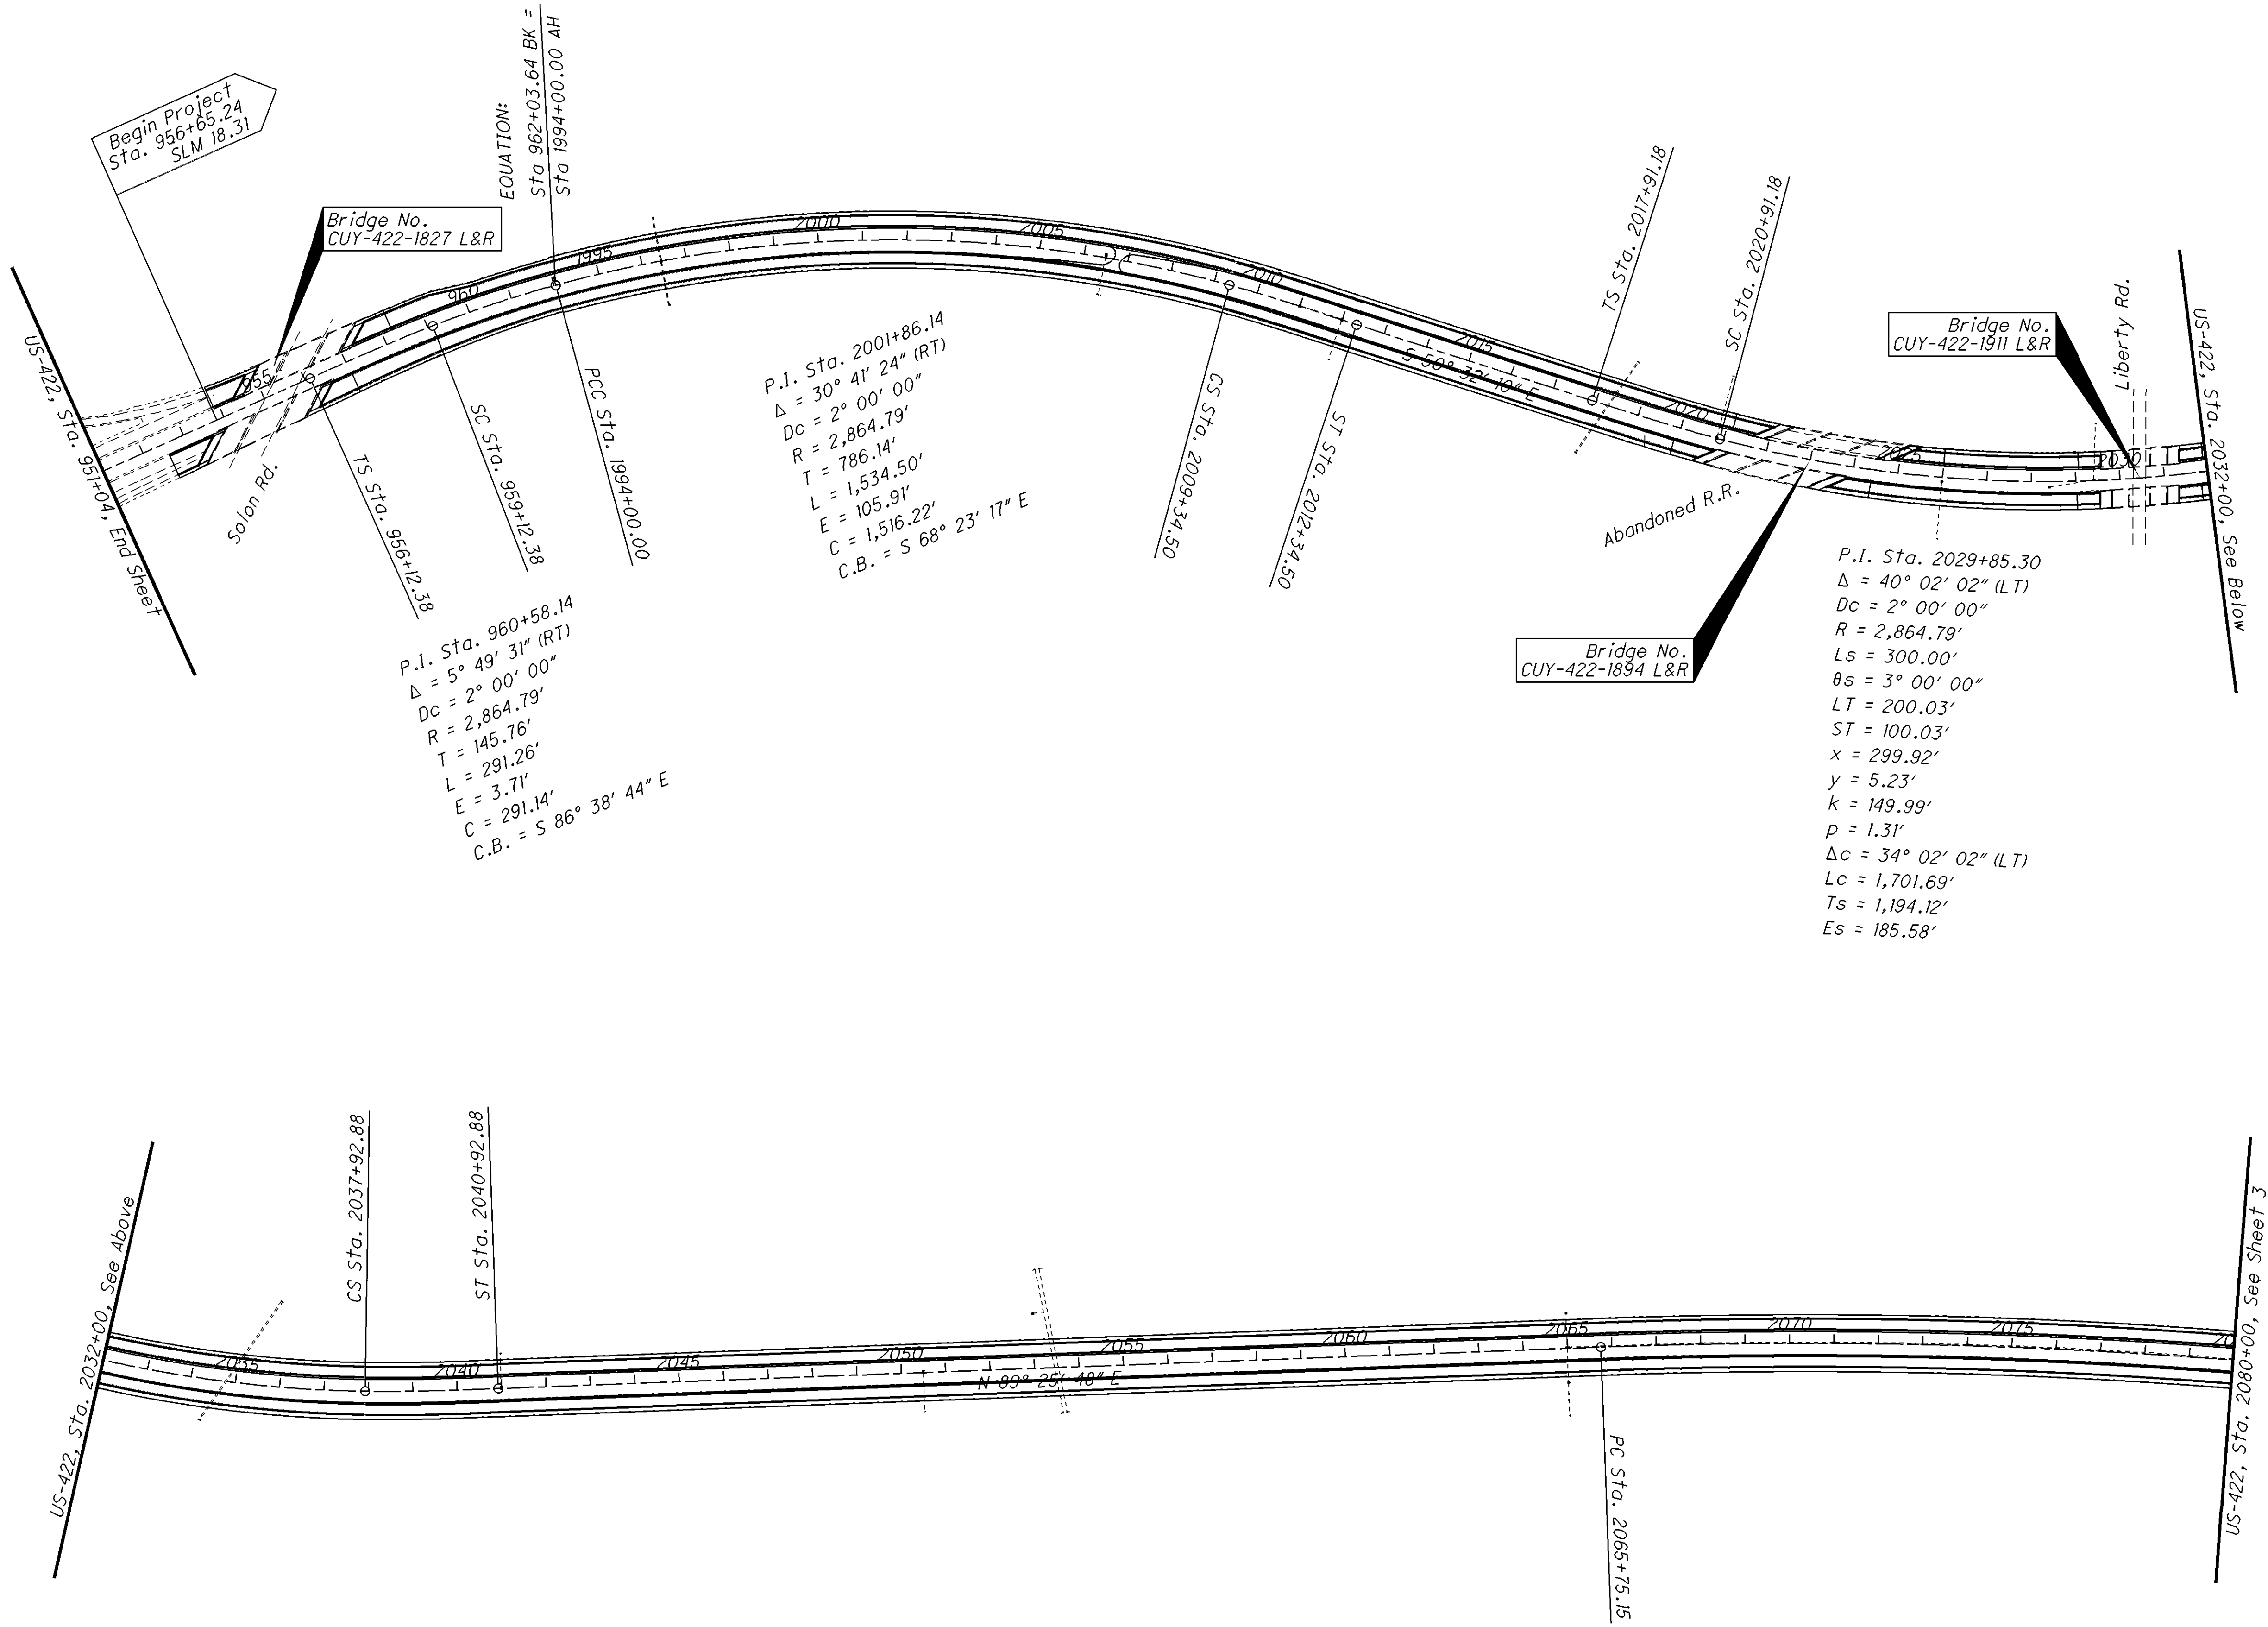 Begin Project
Sta. 956+65.24
SLM 18.31
EQUATION:
Sta 962+03.64 BK =
Sta 1994+00.00 AH
Bridge No.
CUY-422-1827 L&R
US-422, Sta. 951+04, End Sheet
Solon Rd.
955
960
1995
2000
2005
2010
2015
2020
2025
2030
TS Sta. 956+12.38
SC Sta. 959+12.38
PCC Sta. 1994+00.00
P.I. Sta. 960+58.14
Δ = 5° 49' 31" (RT)
Dc = 2° 00' 00"
R = 2,864.79'
T = 145.76'
L = 291.26'
E = 3.71'
C = 291.14'
C.B. = S 86° 38' 44" E
P.I. Sta. 2001+86.14
Δ = 30° 41' 24" (RT)
Dc = 2° 00' 00"
R = 2,864.79'
T = 786.14'
L = 1,534.50'
E = 105.91'
C = 1,516.22'
C.B. = S 68° 23' 17" E
CS Sta. 2009+34.50
ST Sta. 2012+34.50
S 50° 32' 10" E
TS Sta. 2017+91.18
SC Sta. 2020+91.18
Abandoned R.R.
Bridge No.
CUY-422-1894 L&R
Bridge No.
CUY-422-1911 L&R
Liberty Rd.
US-422, Sta. 2032+00, See Below
P.I. Sta. 2029+85.30
Δ = 40° 02' 02" (LT)
Dc = 2° 00' 00"
R = 2,864.79'
Ls = 300.00'
θs = 3° 00' 00"
LT = 200.03'
ST = 100.03'
x = 299.92'
y = 5.23'
k = 149.99'
p = 1.31'
Δc = 34° 02' 02" (LT)
Lc = 1,701.69'
Ts = 1,194.12'
Es = 185.58'
US-422, Sta. 2032+00, See Above
CS Sta. 2037+92.88
ST Sta. 2040+92.88
2035
2040
2045
2050
2055
2060
2065
2070
2075
20
N 89° 25' 48" E
PC Sta. 2065+75.15
US-422, Sta. 2080+00, See Sheet 3